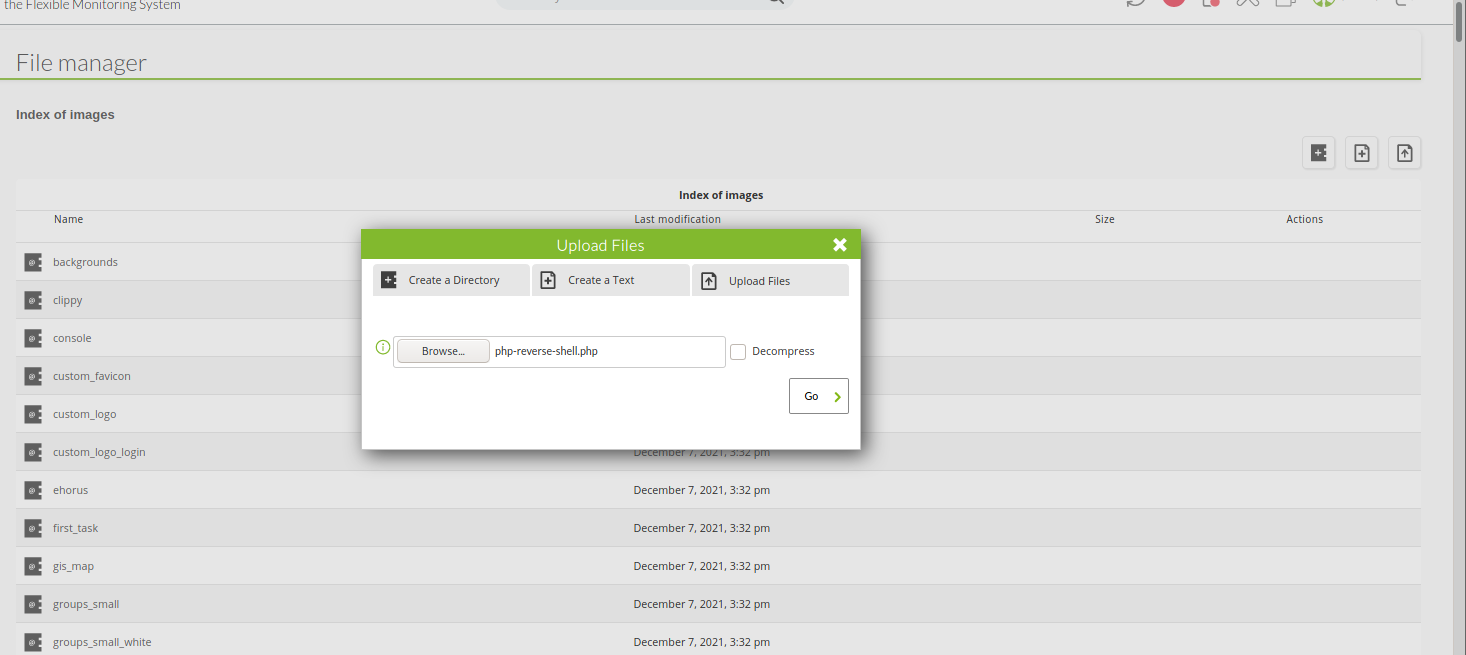 the Flexible Monitoring System
File manager
Index of images
Index of images
Name Last modification Size Actions
Upload Files
Create a Directory Create a Text Upload Files
Browse... php-reverse-shell.php Decompress
Go
backgrounds
clippy
console
custom_favicon
custom_logo
custom_logo_login December 7, 2021, 3:32 pm
ehorus December 7, 2021, 3:32 pm
first_task December 7, 2021, 3:32 pm
gis_map December 7, 2021, 3:32 pm
groups_small December 7, 2021, 3:32 pm
groups_small_white December 7, 2021, 3:32 pm